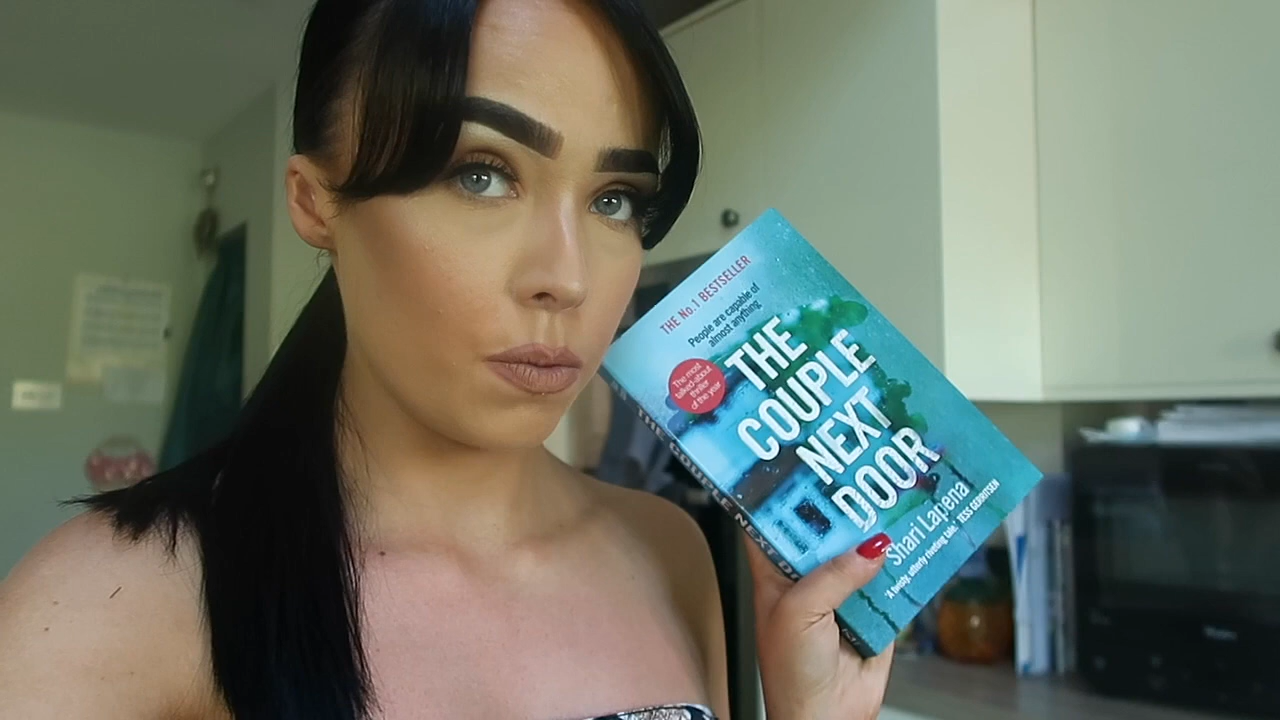 THE No.1 BESTSELLER
People are capable of
almost anything
The most
talked-about
thriller
of the year
THE
COUPLE
NEXT
DOOR
Shari Lapena
'A twisty, utterly riveting tale.' TESS GERRITSEN
THE COUPLE NEXT